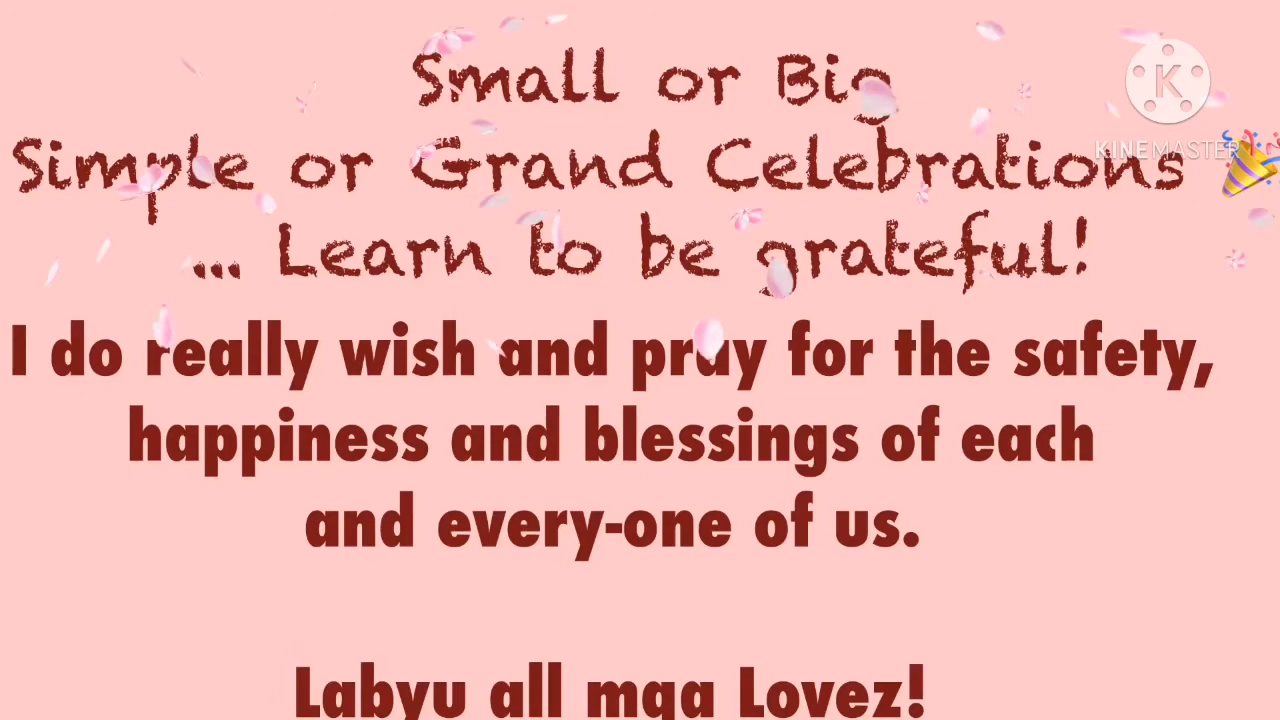 Small or Big
Simple or Grand Celebrations 🎉
... Learn to be grateful!
I do really wish and pray for the safety,
happiness and blessings of each
and every-one of us.
Labyu all mga Lovez!
K
KINEMASTER